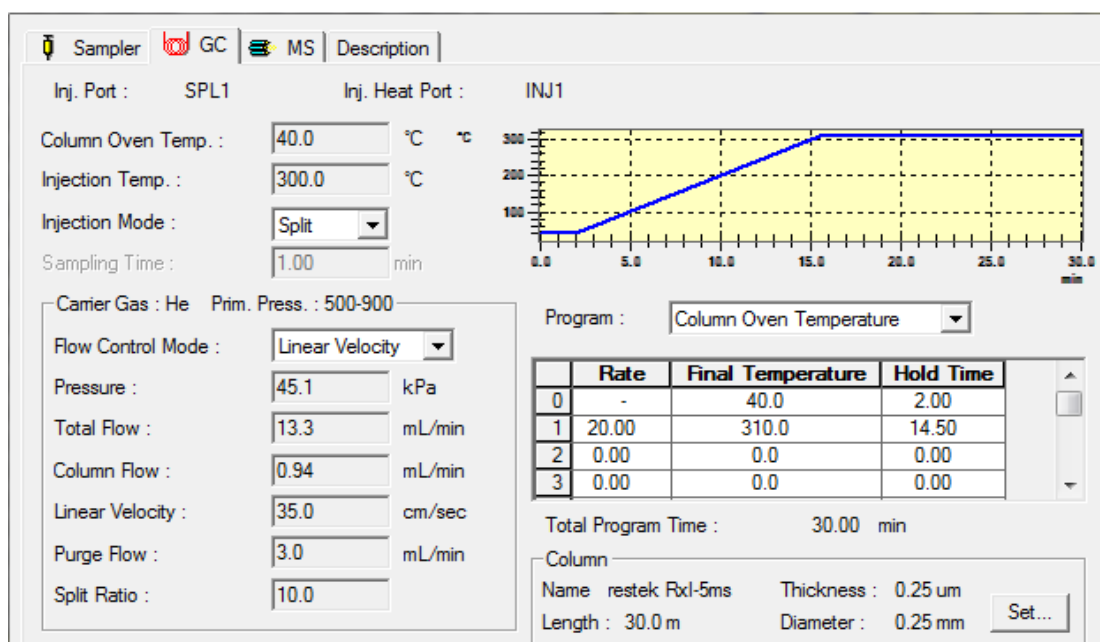 Sampler GC MS Description
Inj. Port : SPL1 Inj. Heat Port : INJ1
Column Oven Temp. : 40.0 °C
Injection Temp. : 300.0 °C
Injection Mode : Split
Sampling Time : 1.00 min
°C
300
200
100
0.0 5.0 10.0 15.0 20.0 25.0 30.0
min
Carrier Gas : He Prim. Press. : 500-900
Flow Control Mode : Linear Velocity
Pressure : 45.1 kPa
Total Flow : 13.3 mL/min
Column Flow : 0.94 mL/min
Linear Velocity : 35.0 cm/sec
Purge Flow : 3.0 mL/min
Split Ratio : 10.0
Program : Column Oven Temperature
Rate Final Temperature Hold Time
0 - 40.0 2.00
1 20.00 310.0 14.50
2 0.00 0.0 0.00
3 0.00 0.0 0.00
Total Program Time : 30.00 min
Column
Name restek Rxl-5ms Thickness : 0.25 um
Length : 30.0 m Diameter : 0.25 mm
Set...